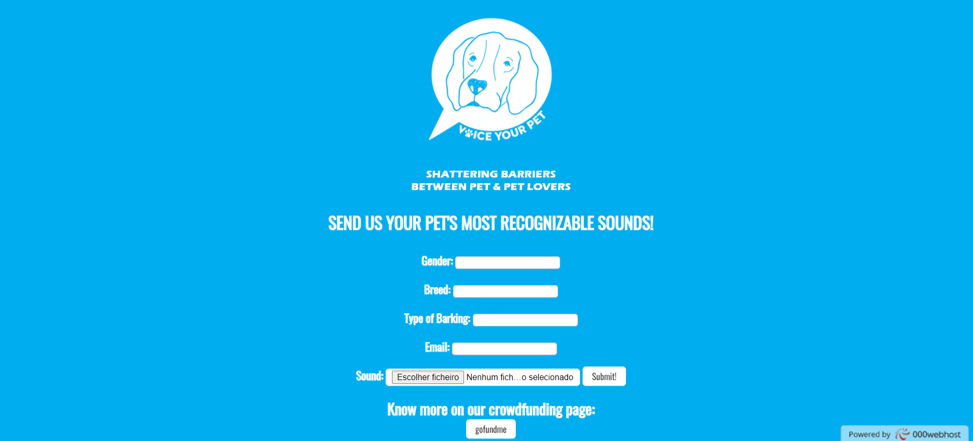 VOICE YOUR PET
SHATTERING BARRIERS
BETWEEN PET & PET LOVERS
SEND US YOUR PET'S MOST RECOGNIZABLE SOUNDS!
Gender:
Breed:
Type of Barking:
Email:
Sound: Escolher ficheiro Nenhum fich...o selecionado Submit!
Know more on our crowdfunding page:
gofundme
Powered by 000webhost